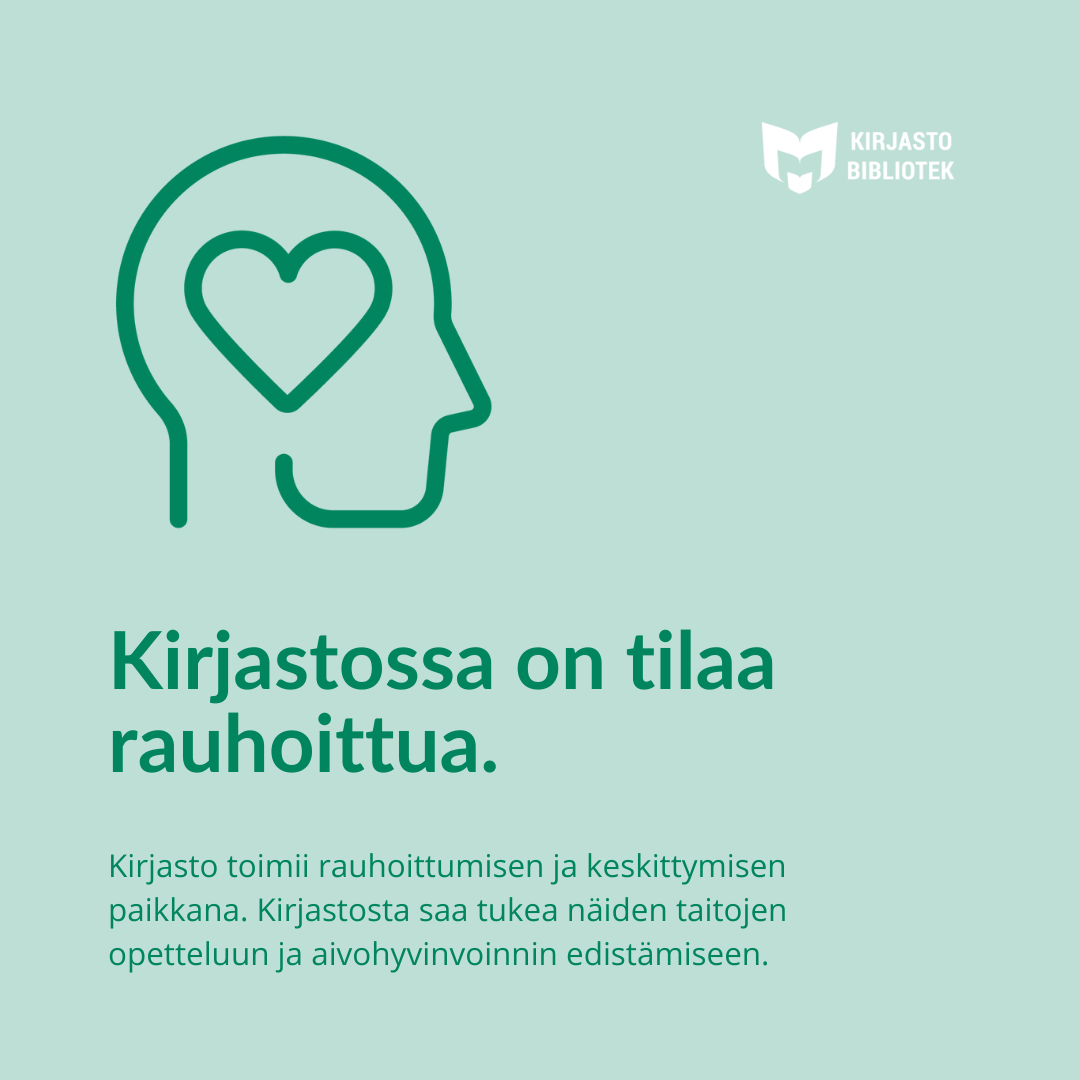 KIRJASTO
BIBLIOTEK
Kirjastossa on tilaa
rauhoittua.
Kirjasto toimii rauhoittumisen ja keskittymisen
paikkana. Kirjastosta saa tukea näiden taitojen
opetteluun ja aivohyvinvoinnin edistämiseen.